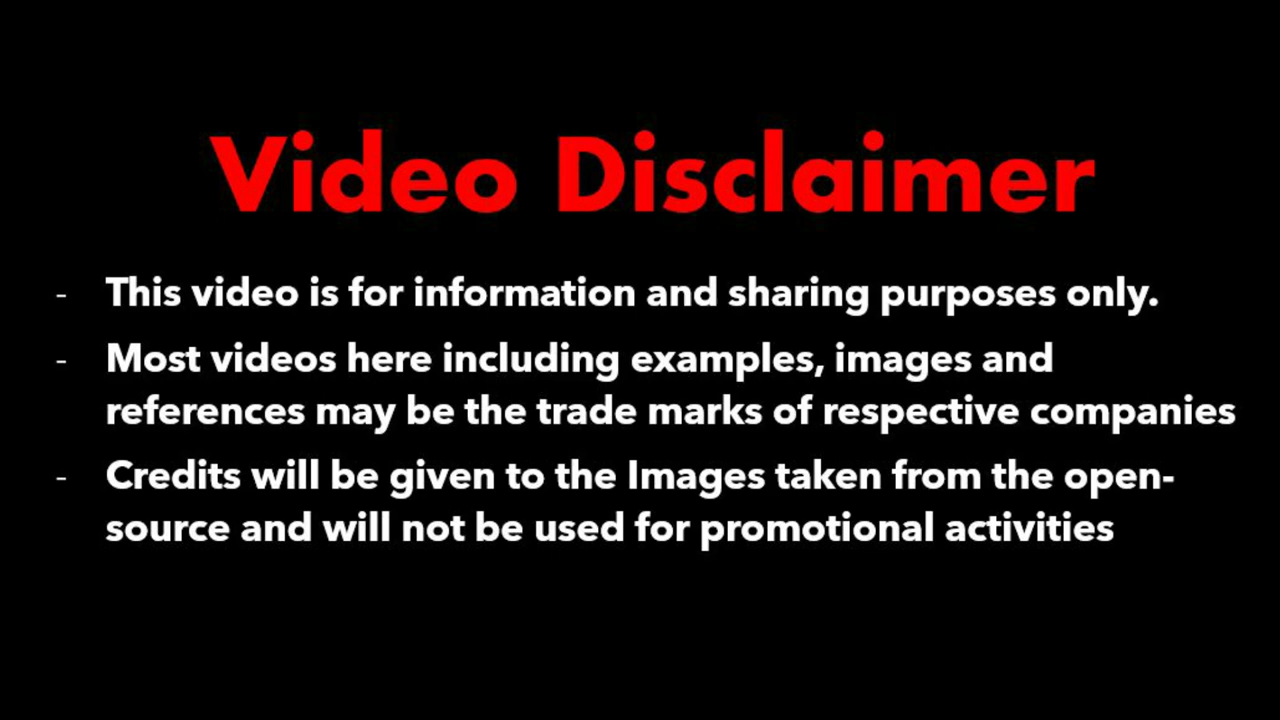 Video Disclaimer
- This video is for information and sharing purposes only.
- Most videos here including examples, images and
references may be the trade marks of respective companies
- Credits will be given to the Images taken from the open-
source and will not be used for promotional activities